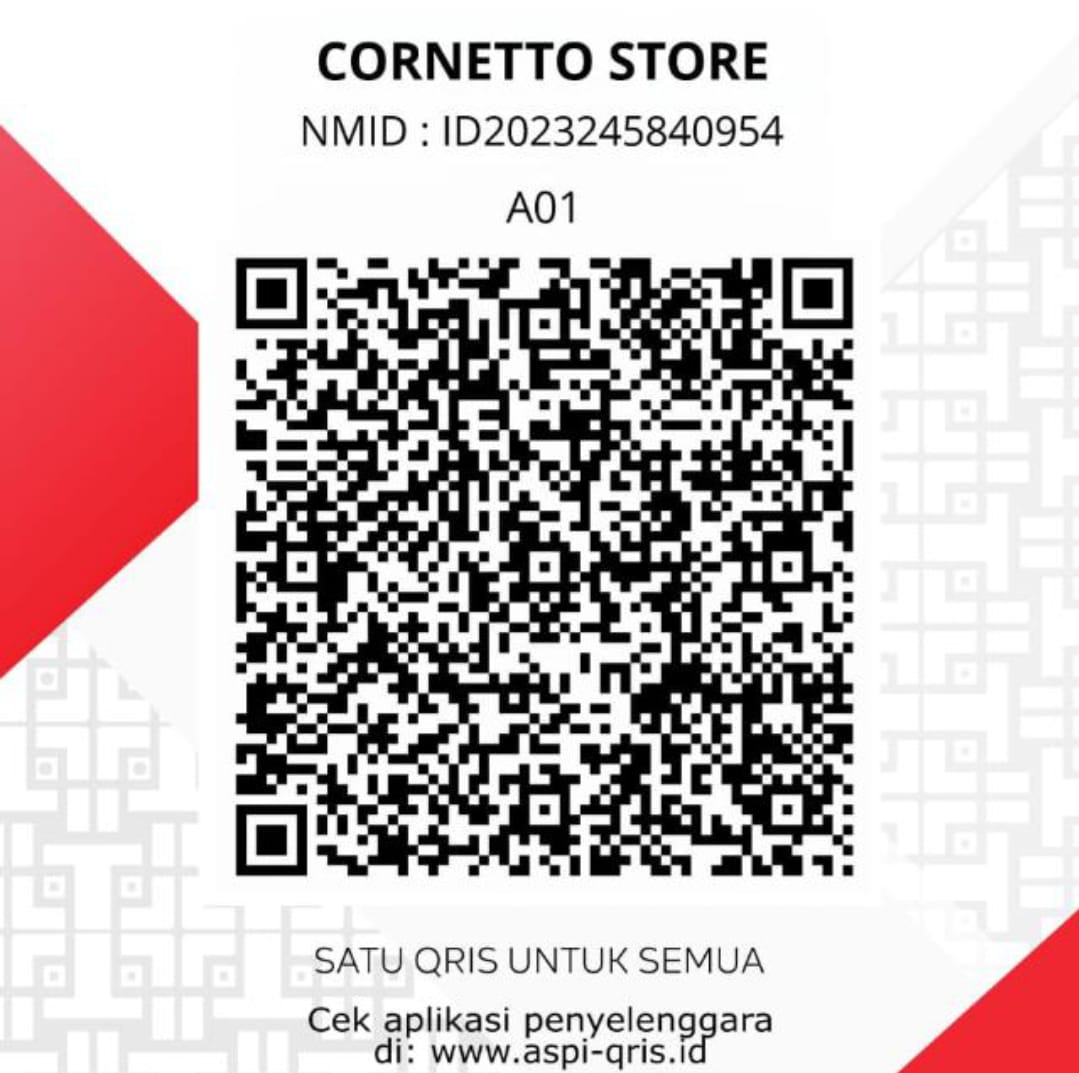 CORNETTO STORE
NMID : ID2023245840954
A01
SATU QRIS UNTUK SEMUA
Cek aplikasi penyelenggara
di: www.aspi-qris.id